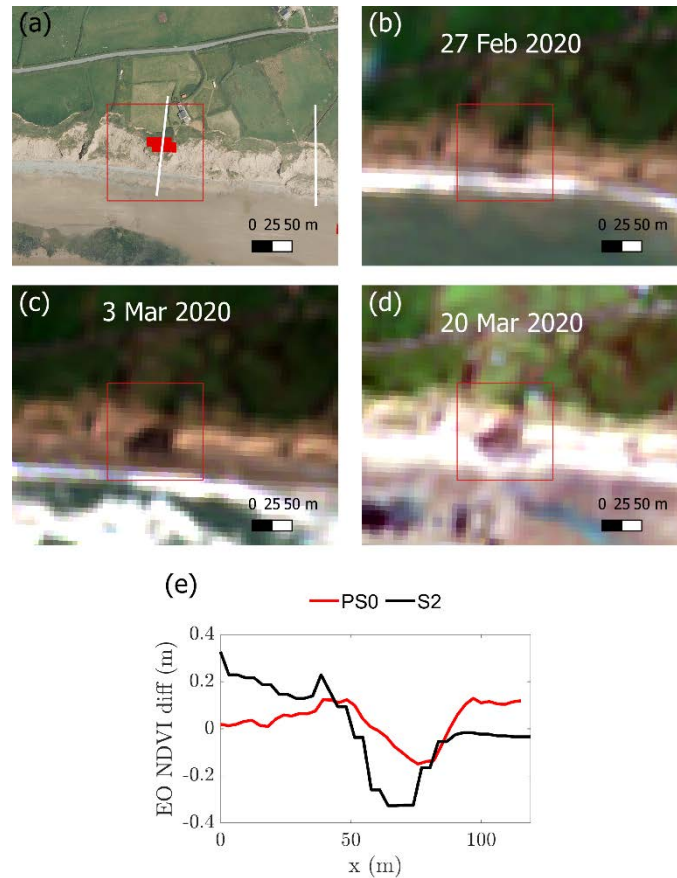 (a)
0 25 50 m
(b)
27 Feb 2020
0 25 50 m
(c)
3 Mar 2020
0 25 50 m
(d)
20 Mar 2020
0 25 50 m
(e)
PS0 S2
EO NDVI diff (m)
0.4
0.2
0
-0.2
-0.4
0 50 100
x (m)